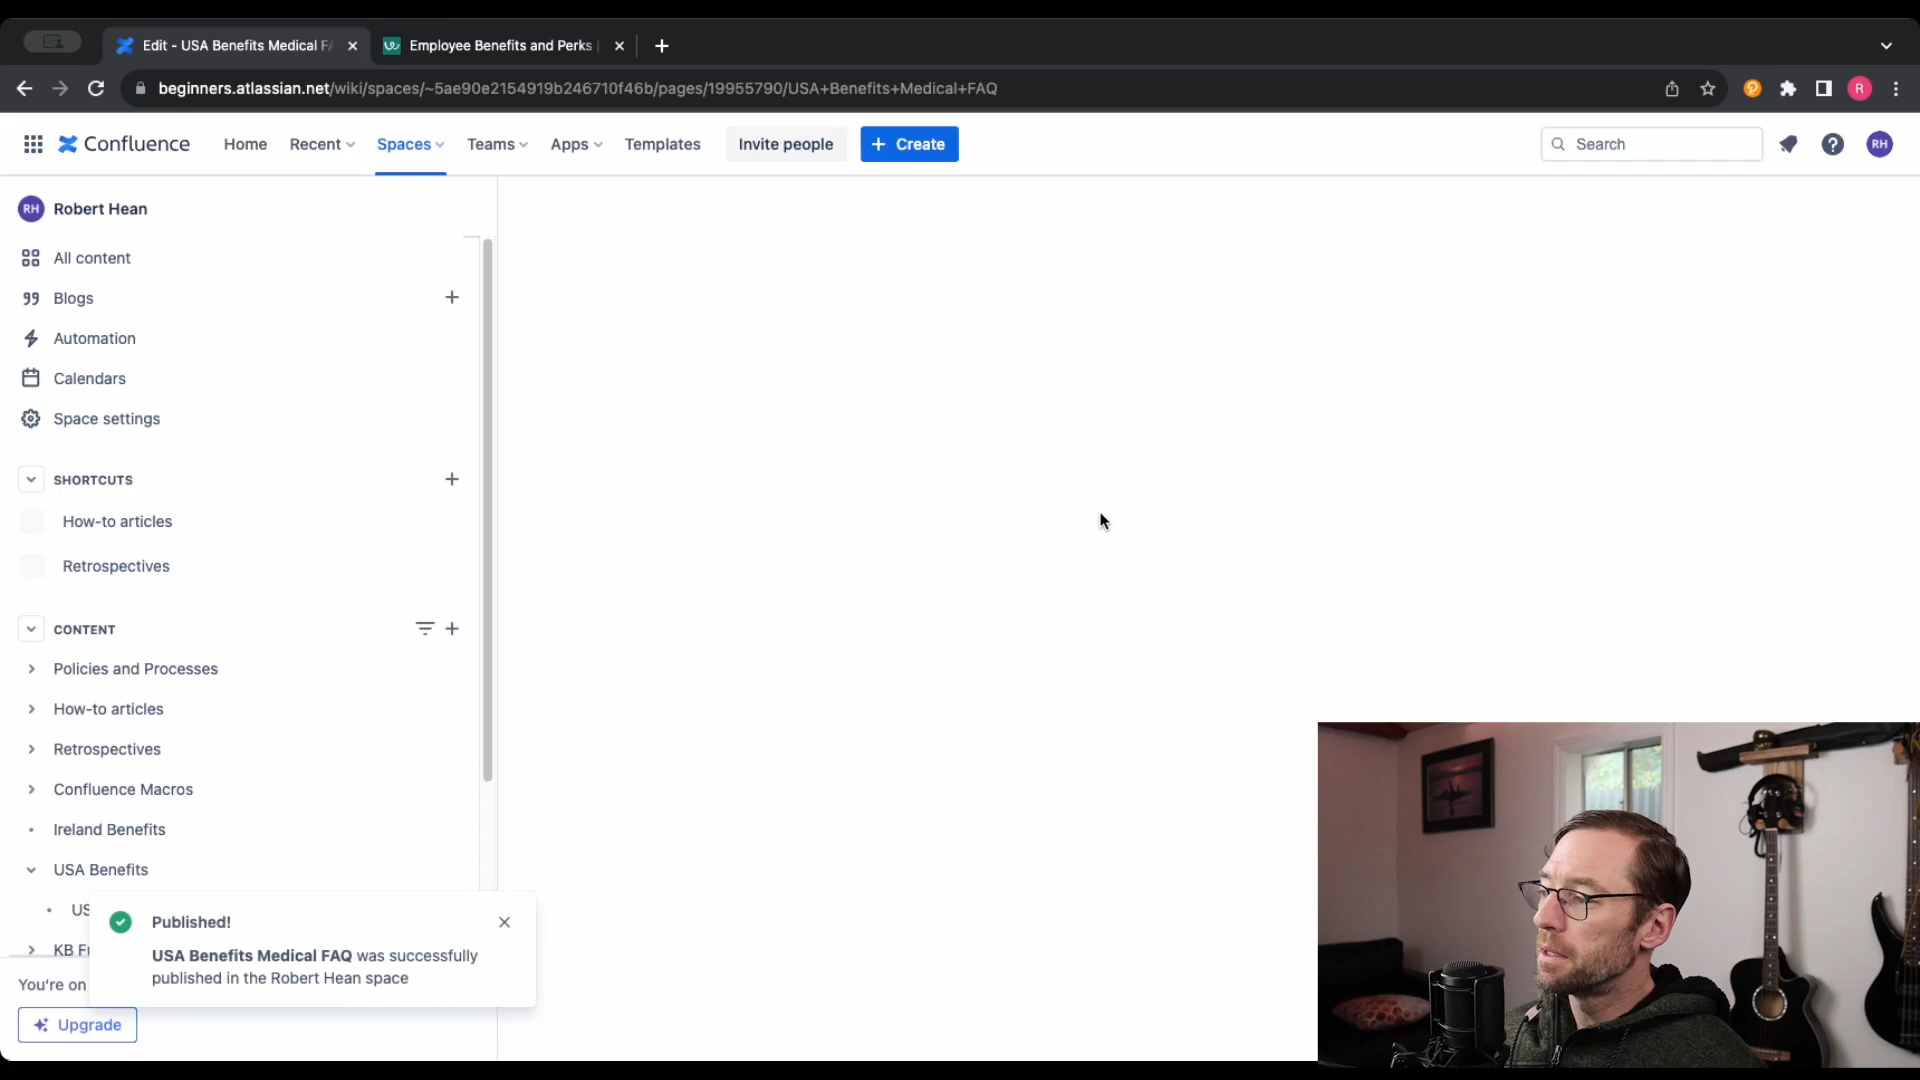 Edit - USA Benefits Medical FA
Employee Benefits and Perks
beginners.atlassian.net/wiki/spaces/~5ae90e2154919b246710f46b/pages/19955790/USA+Benefits+Medical+FAQ
R
Confluence
Home
Recent
Spaces
Teams
Apps
Templates
Invite people
+ Create
Search
RH
RH Robert Hean
All content
Blogs
Automation
Calendars
Space settings
SHORTCUTS
How-to articles
Retrospectives
CONTENT
Policies and Processes
How-to articles
Retrospectives
Confluence Macros
Ireland Benefits
USA Benefits
US
KB Fr
Published!
USA Benefits Medical FAQ was successfully
published in the Robert Hean space
You're on
Upgrade